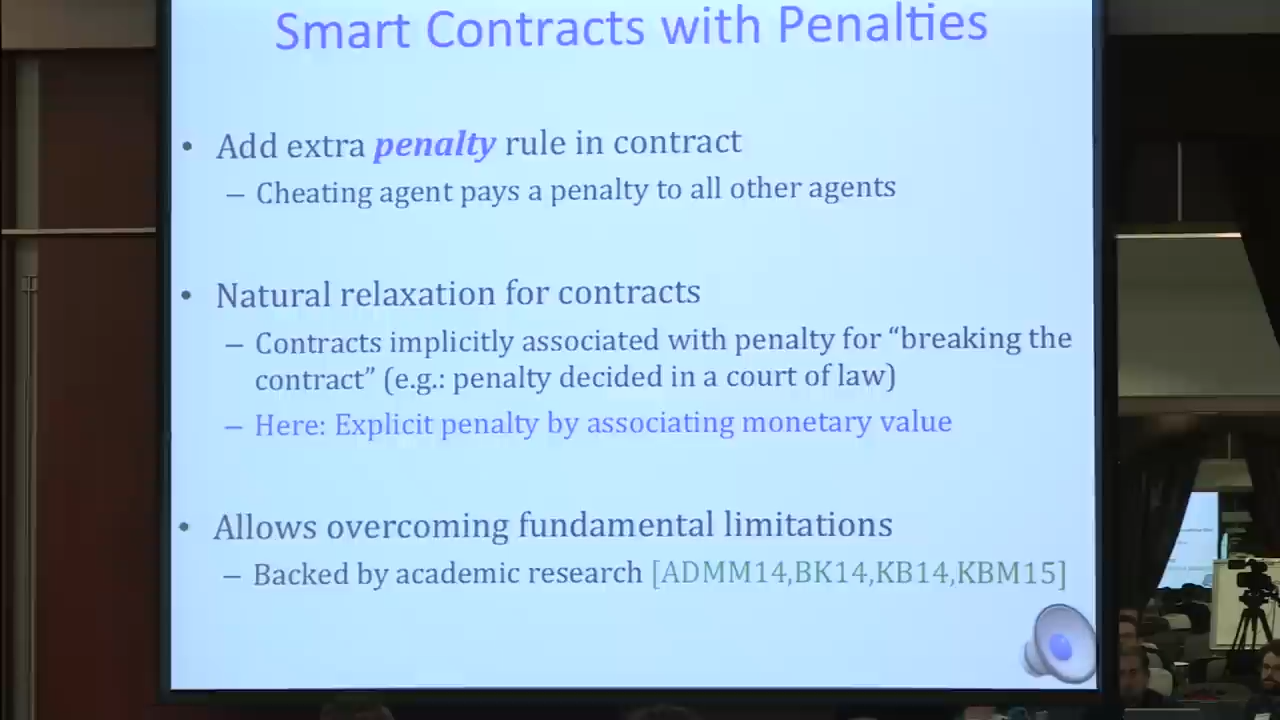 Smart Contracts with Penalties
• Add extra penalty rule in contract
– Cheating agent pays a penalty to all other agents
• Natural relaxation for contracts
– Contracts implicitly associated with penalty for “breaking the
contract” (e.g.: penalty decided in a court of law)
– Here: Explicit penalty by associating monetary value
• Allows overcoming fundamental limitations
– Backed by academic research [ADMM14,BK14,KB14,KBM15]